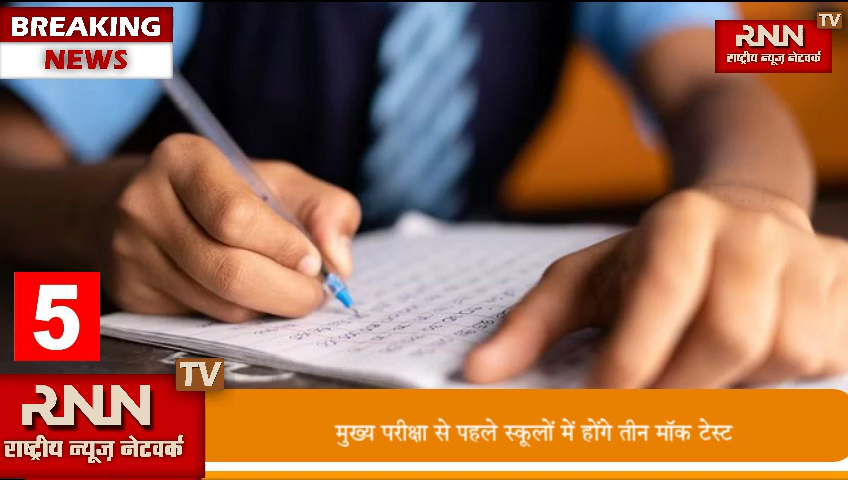 BREAKING
NEWS
RNN
TV
राष्ट्रीय न्यूज़ नेटवर्क
5
RNN
TV
राष्ट्रीय न्यूज़ नेटवर्क
मुख्य परीक्षा से पहले स्कूलों में होंगे तीन मॉक टेस्ट